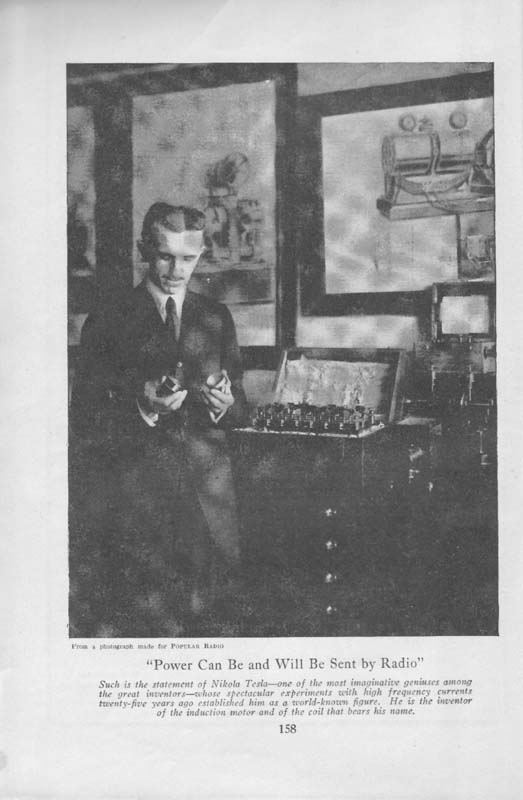 From a photograph made for POPULAR RADIO
“Power Can Be and Will Be Sent by Radio”
Such is the statement of Nikola Tesla—one of the most imaginative geniuses among
the great inventors—whose spectacular experiments with high frequency currents
twenty-five years ago established him as a world-known figure. He is the inventor
of the induction motor and of the coil that bears his name.
158